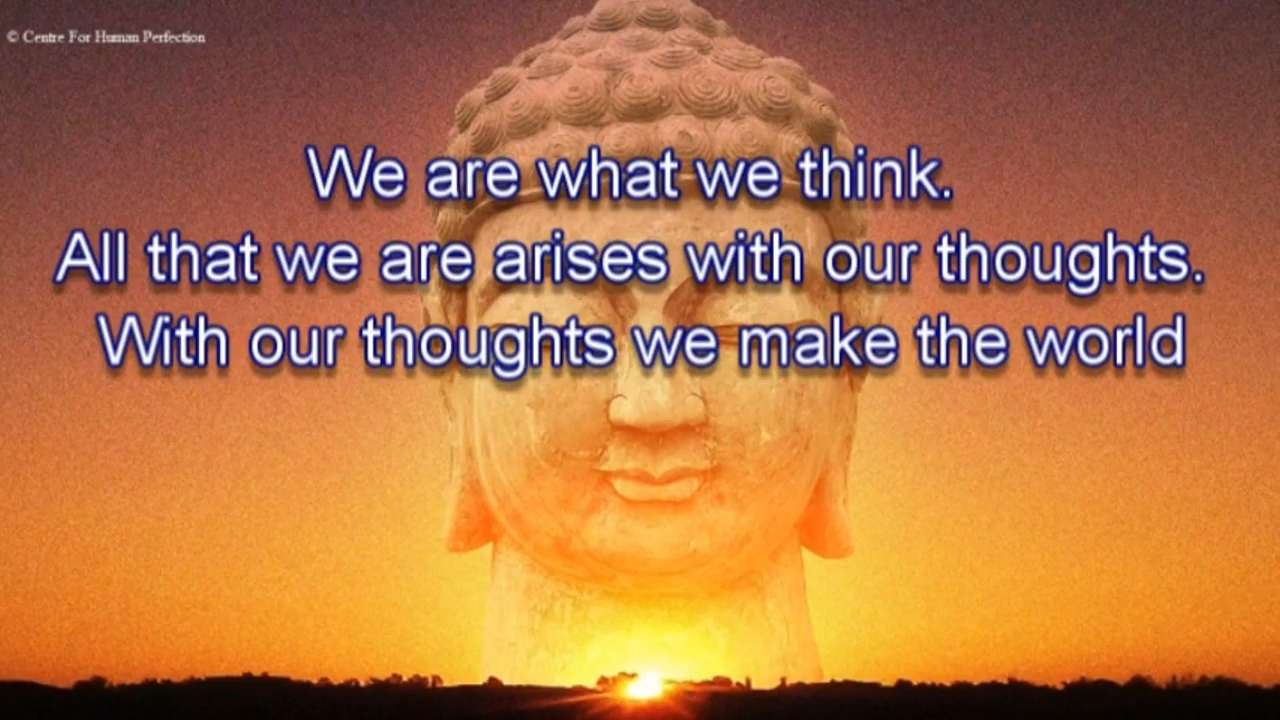 © Centre For Human Perfection
We are what we think.
All that we are arises with our thoughts.
With our thoughts we make the world